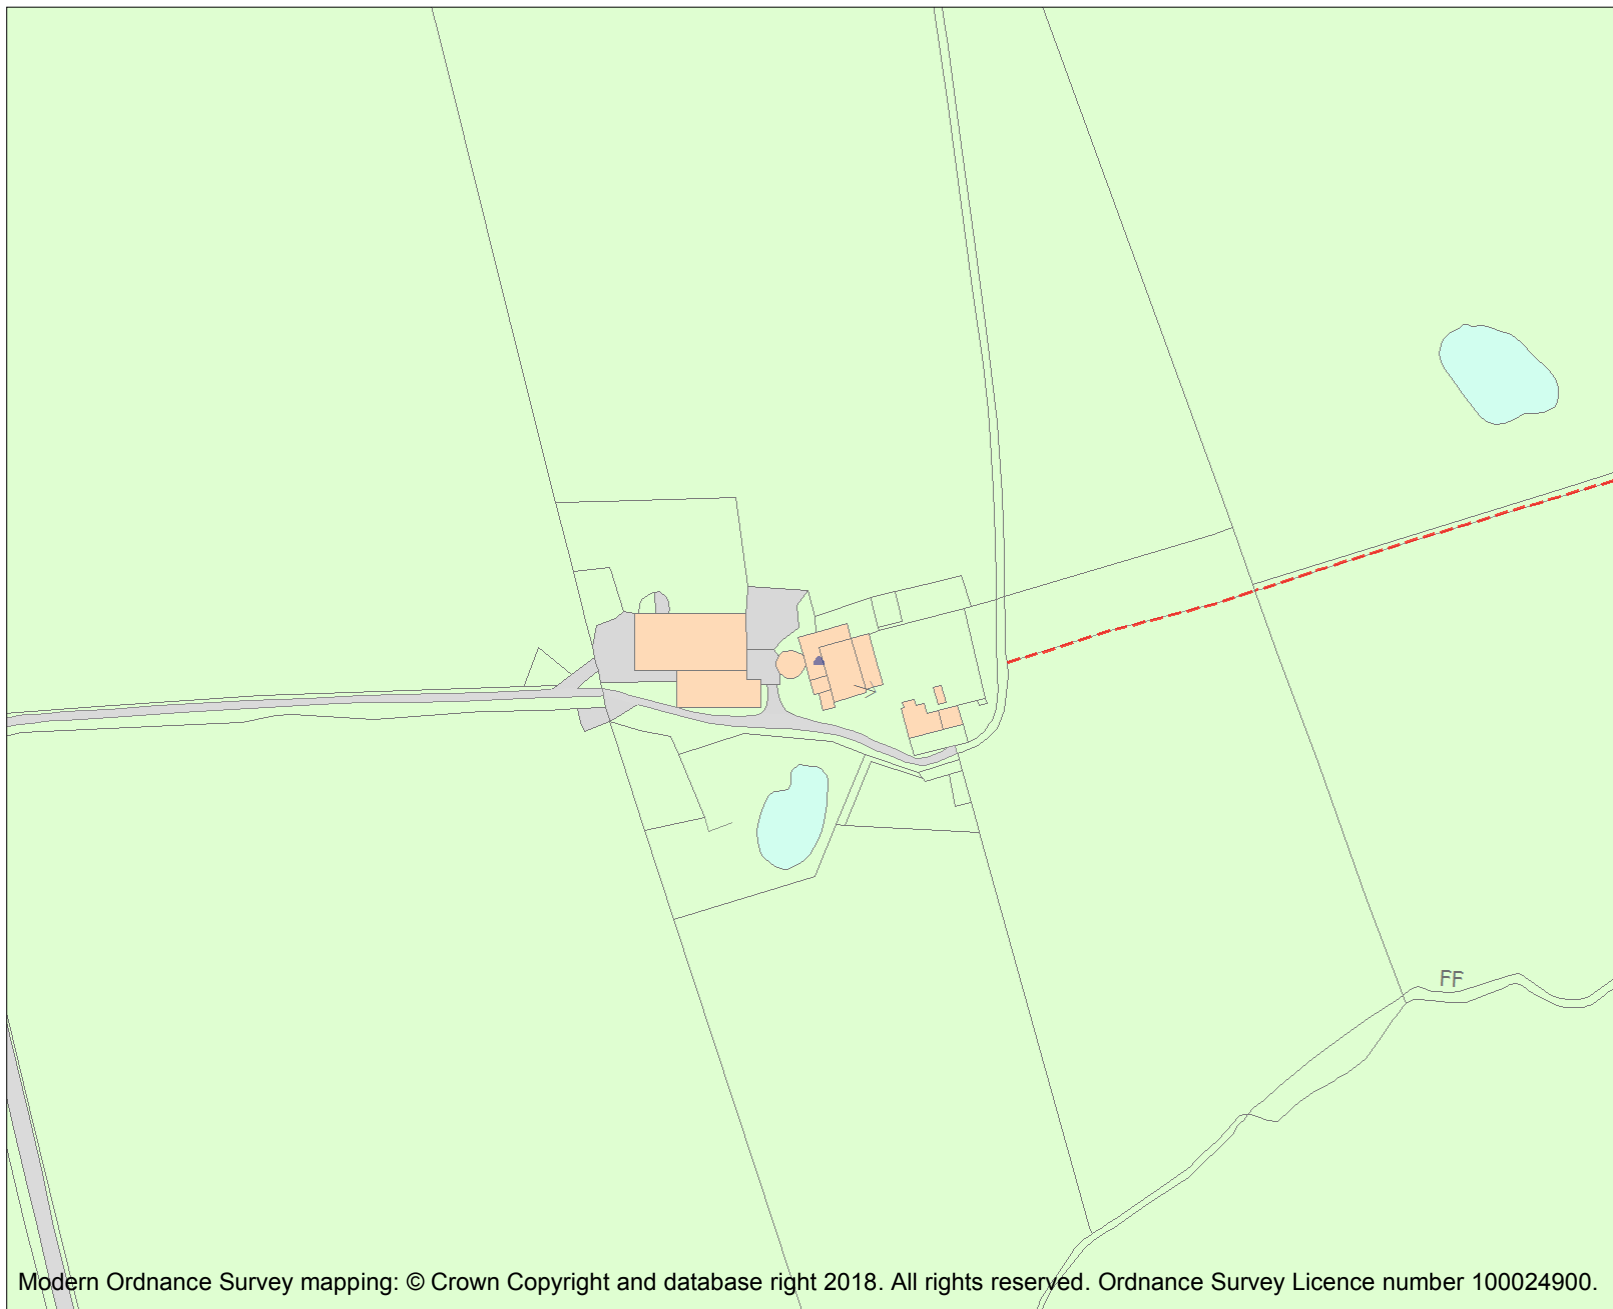 FF
Modern Ordnance Survey mapping: © Crown Copyright and database right 2018. All rights reserved. Ordnance Survey Licence number 100024900.